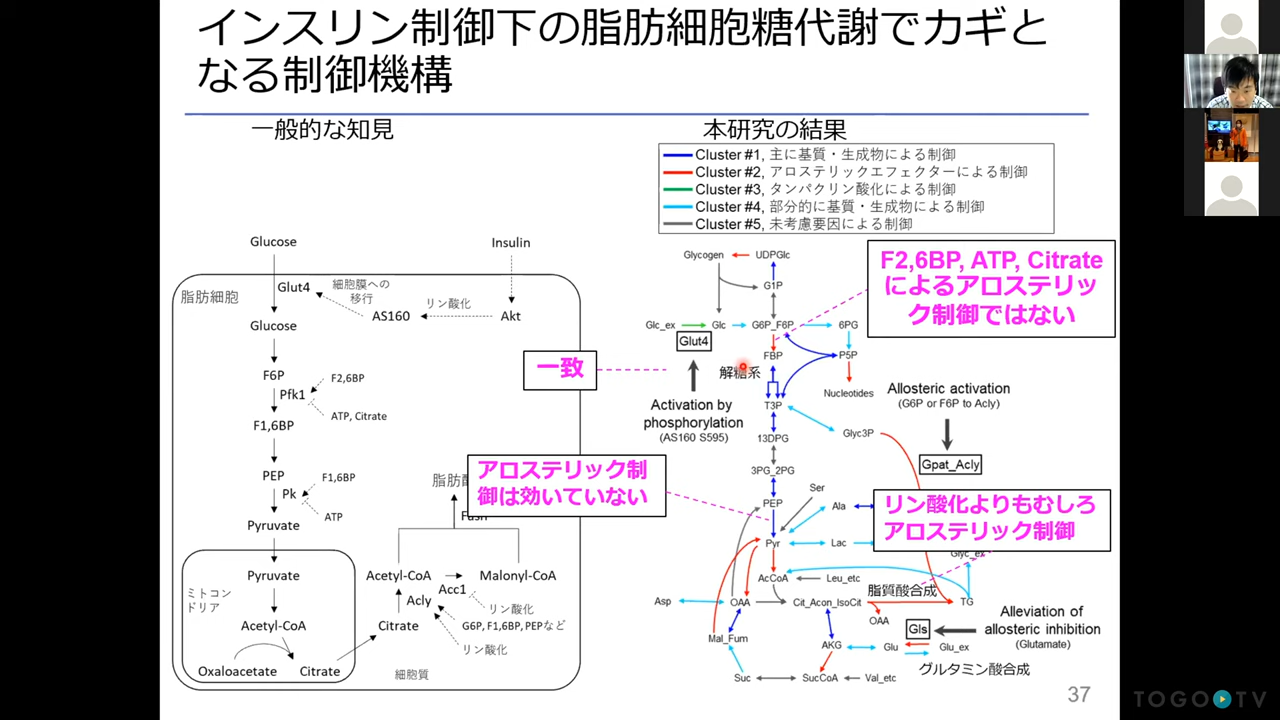 インスリン制御下の脂肪細胞糖代謝でカギと
なる制御機構
一般的な知見
Glucose
Insulin
脂肪細胞
Glut4
細胞膜への
移行
AS160
リン酸化
Akt
Glucose
F6P
Pfk1
F2,6BP
ATP, Citrate
F1,6BP
PEP
Pk
F1,6BP
ATP
Pyruvate
ミトコン
ドリア
Pyruvate
Acetyl-CoA
Oxaloacetate
Citrate
Acetyl-CoA
Malonyl-CoA
Acc1
リン酸化
Acly
G6P, F1,6BP, PEPなど
Citrate
リン酸化
細胞質
一致
アロステリック制
御は効いていない
本研究の結果
Cluster #1, 主に基質・生成物による制御
Cluster #2, アロステリックエフェクターによる制御
Cluster #3, タンパクリン酸化による制御
Cluster #4, 部分的に基質・生成物による制御
Cluster #5, 未考慮要因による制御
F2,6BP, ATP, Citrate
によるアロステリッ
ク制御ではない
Glycogen
UDPGlc
G1P
Glc_ex
Glc
G6P_F6P
6PG
Glut4
FBP
P5P
解糖系
Nucleotides
Activation by
phosphorylation
(AS160 S595)
T3P
Allosteric activation
(G6P or F6P to Acly)
13DPG
Glyc3P
3PG_2PG
Gpat_Acly
PEP
Ser
Ala
リン酸化よりもむしろ
アロステリック制御
Pyr
Lac
Glyc_ex
AcCoA
Leu_etc
脂質酸合成
Asp
OAA
Cit_Acon_IsoCit
TG
OAA
Mal_Fum
AKG
Glu
Gls
Glu_ex
Alleviation of
allosteric inhibition
(Glutamate)
グルタミン酸合成
Suc
SucCoA
Val_etc
37
TOGO TV